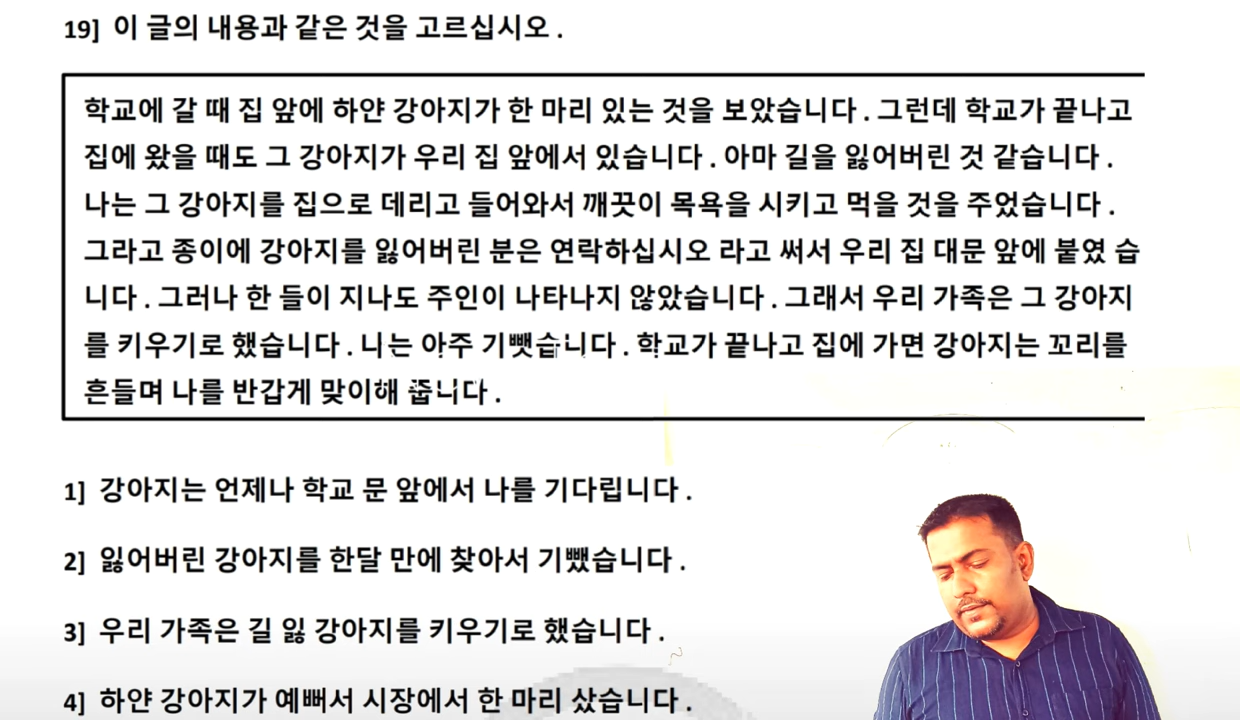 19] 이 글의 내용과 같은 것을 고르십시오 .
학교에 갈 때 집 앞에 하얀 강아지가 한 마리 있는 것을 보았습니다 . 그런데 학교가 끝나고
집에 왔을 때도 그 강아지가 우리 집 앞에서 있습니다 . 아마 길을 잃어버린 것 같습니다 .
나는 그 강아지를 집으로 데리고 들어와서 깨끗이 목욕을 시키고 먹을 것을 주었습니다 .
그라고 종이에 강아지를 잃어버린 분은 연락하십시오 라고 써서 우리 집 대문 앞에 붙였 습
니다 . 그러나 한 들이 지나도 주인이 나타나지 않았습니다 . 그래서 우리 가족은 그 강아지
를 키우기로 했습니다 . 니는 아주 기뻿습니다 . 학교가 끝나고 집에 가면 강아지는 꼬리를
흔들며 나를 반갑게 맞이해 줍니다 .
1] 강아지는 언제나 학교 문 앞에서 나를 기다립니다 .
2] 잃어버린 강아지를 한달 만에 찾아서 기뻤습니다 .
3] 우리 가족은 길 잃 강아지를 키우기로 했습니다 .
4] 하얀 강아지가 예뻐서 시장에서 한 마리 샀습니다 .